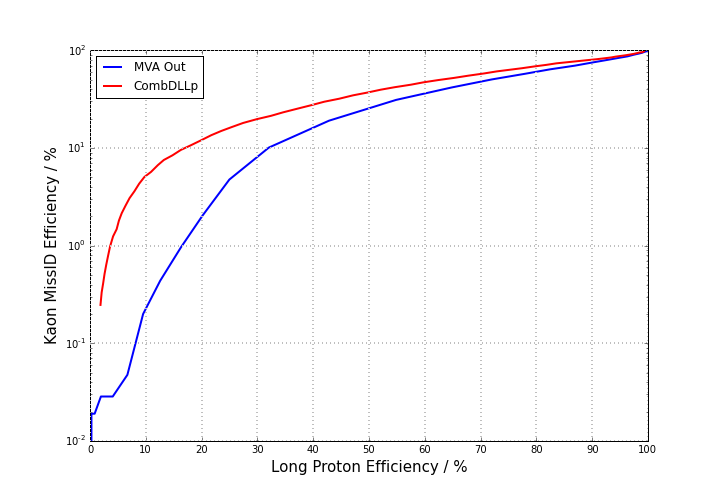 MVA Out
CombDLLp
Kaon MissID Efficiency / %
10²
10¹
10⁰
10⁻¹
10⁻²
0 10 20 30 40 50 60 70 80 90 100
Long Proton Efficiency / %